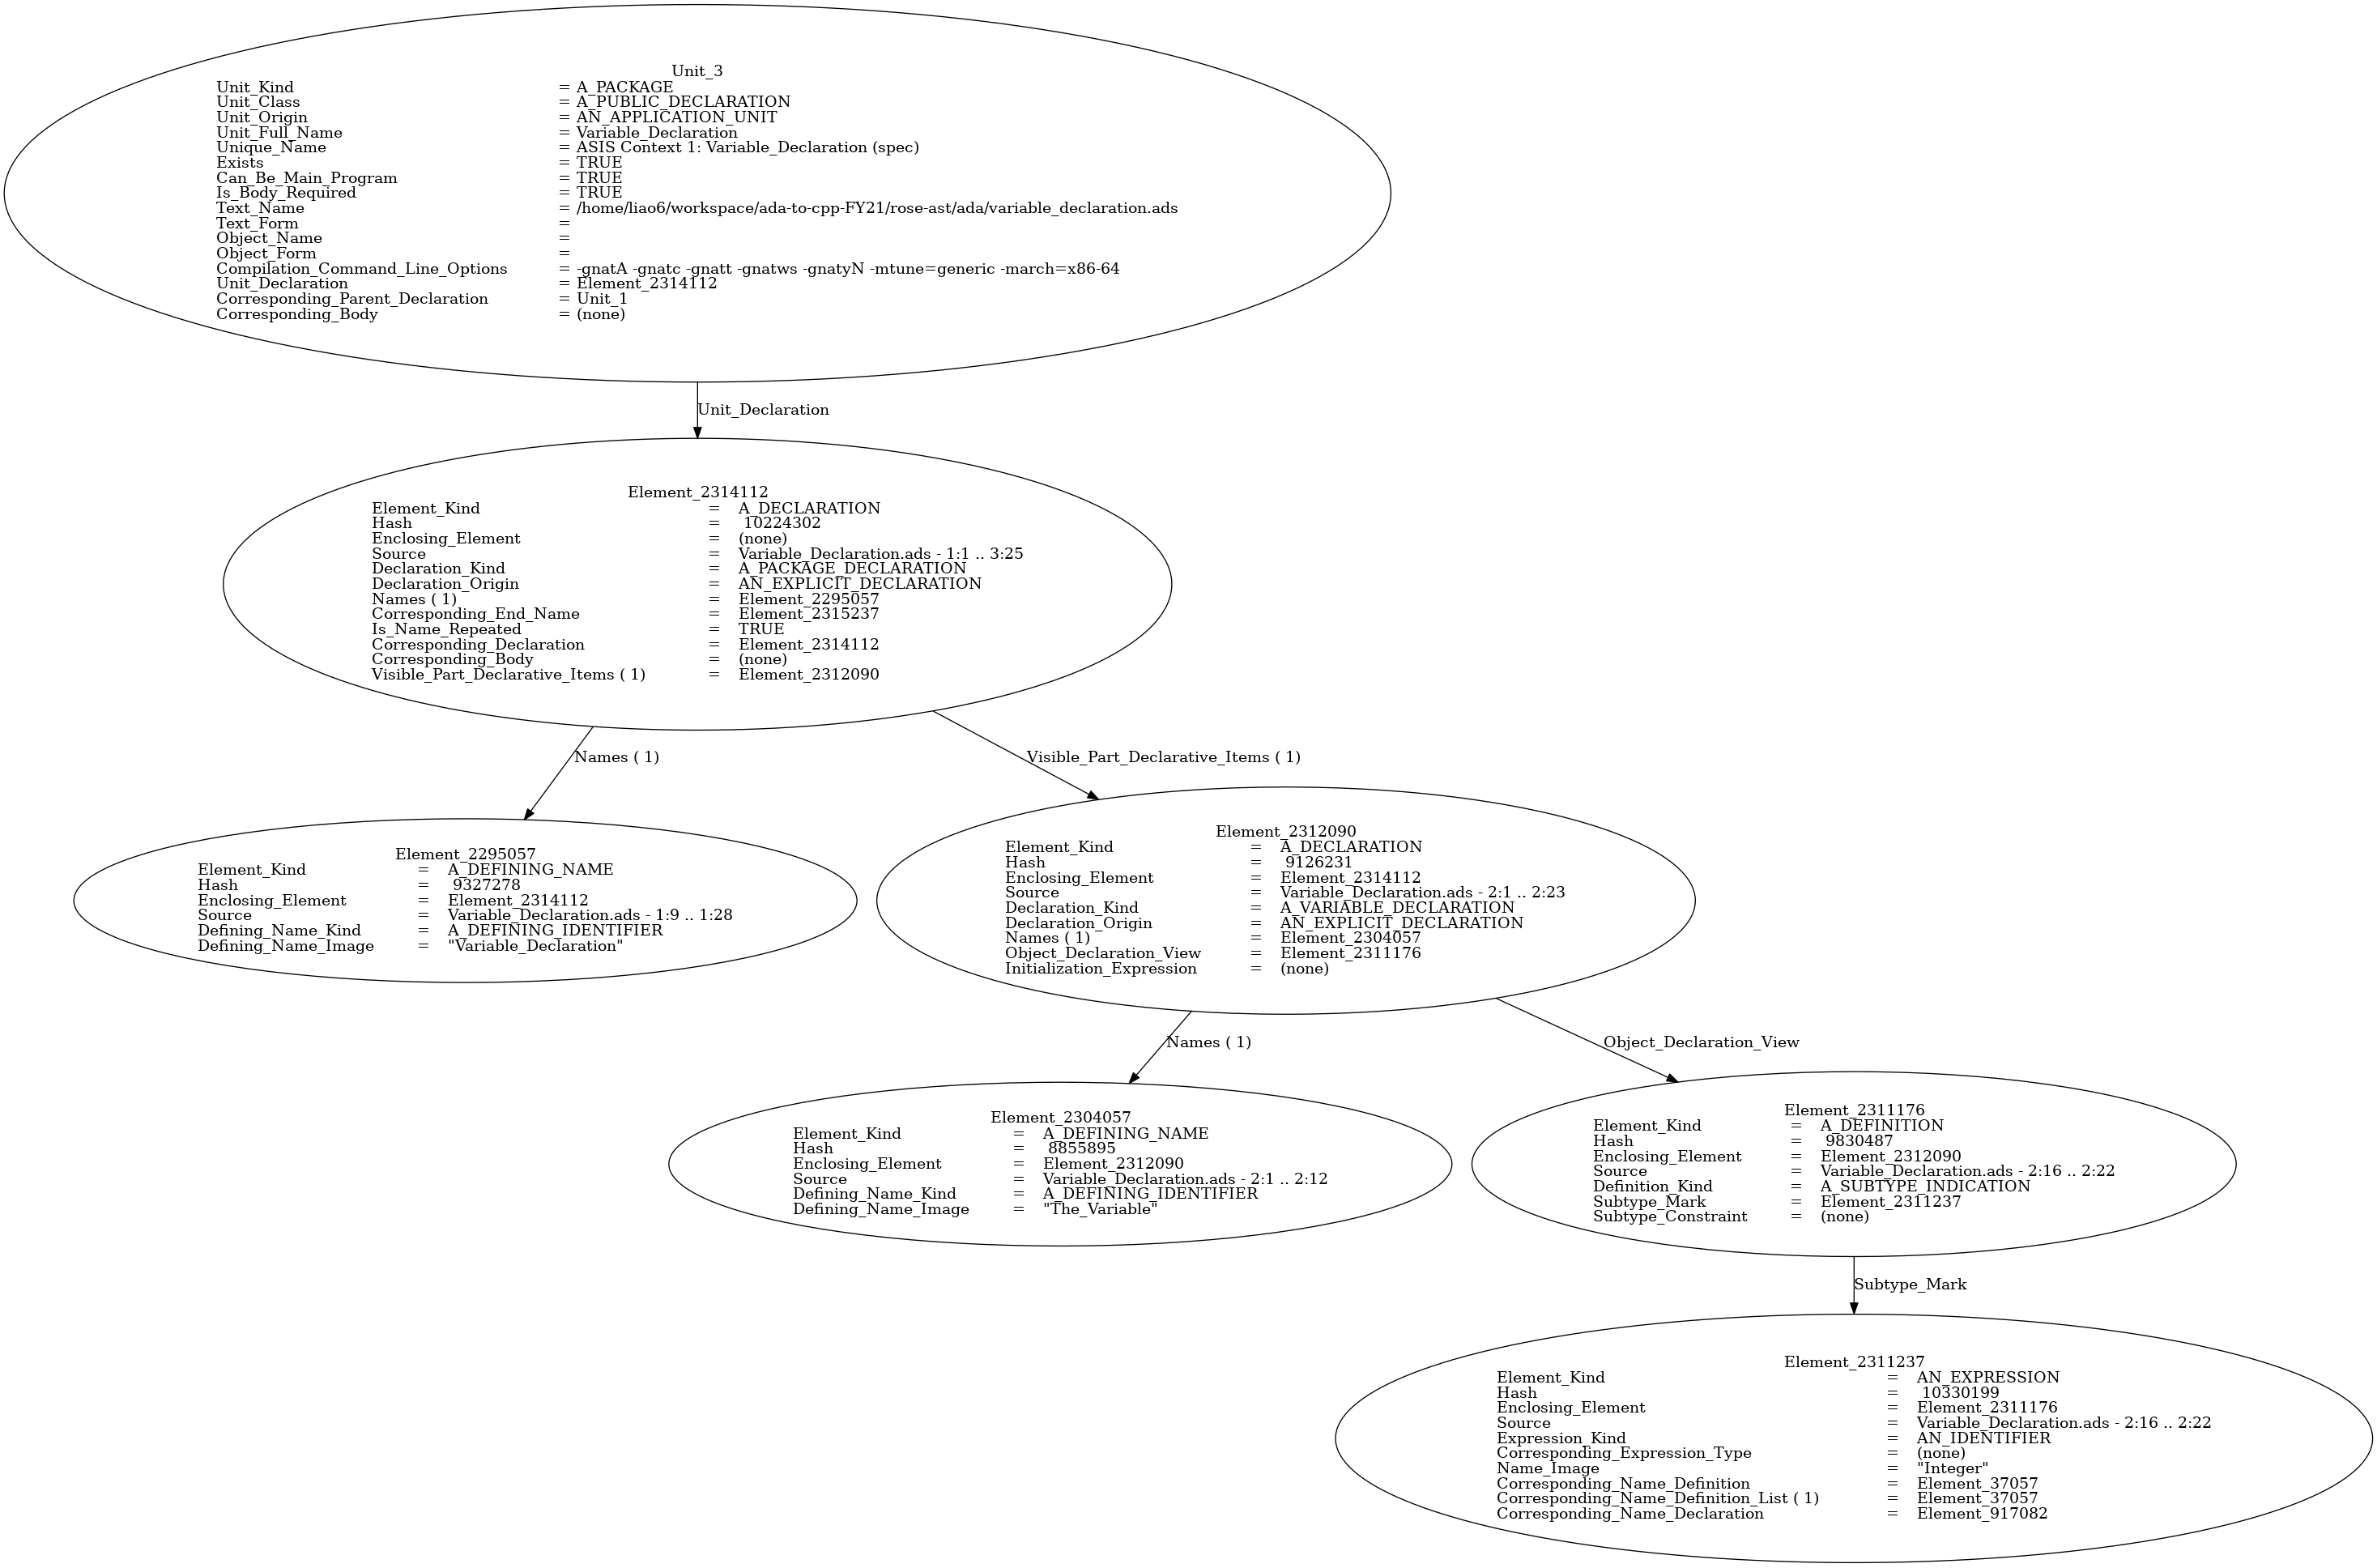 Unit_3
Unit_Kind = A_PACKAGE
Unit_Class = A_PUBLIC_DECLARATION
Unit_Origin = AN_APPLICATION_UNIT
Unit_Full_Name = Variable_Declaration
Unique_Name = ASIS Context 1: Variable_Declaration (spec)
Exists = TRUE
Can_Be_Main_Program = TRUE
Is_Body_Required = TRUE
Text_Name = /home/liao6/workspace/ada-to-cpp-FY21/rose-ast/ada/variable_declaration.ads
Text_Form =
Object_Name =
Object_Form =
Compilation_Command_Line_Options = -gnatA -gnatc -gnatt -gnatws -gnatyN -mtune=generic -march=x86-64
Unit_Declaration = Element_2314112
Corresponding_Parent_Declaration = Unit_1
Corresponding_Body = (none)
Unit_Declaration
Element_2314112
Element_Kind = A_DECLARATION
Hash = 10224302
Enclosing_Element = (none)
Source = Variable_Declaration.ads - 1:1 .. 3:25
Declaration_Kind = A_PACKAGE_DECLARATION
Declaration_Origin = AN_EXPLICIT_DECLARATION
Names ( 1) = Element_2295057
Corresponding_End_Name = Element_2315237
Is_Name_Repeated = TRUE
Corresponding_Declaration = Element_2314112
Corresponding_Body = (none)
Visible_Part_Declarative_Items ( 1) = Element_2312090
Names ( 1)
Visible_Part_Declarative_Items ( 1)
Element_2295057
Element_Kind = A_DEFINING_NAME
Hash = 9327278
Enclosing_Element = Element_2314112
Source = Variable_Declaration.ads - 1:9 .. 1:28
Defining_Name_Kind = A_DEFINING_IDENTIFIER
Defining_Name_Image = "Variable_Declaration"
Element_2312090
Element_Kind = A_DECLARATION
Hash = 9126231
Enclosing_Element = Element_2314112
Source = Variable_Declaration.ads - 2:1 .. 2:23
Declaration_Kind = A_VARIABLE_DECLARATION
Declaration_Origin = AN_EXPLICIT_DECLARATION
Names ( 1) = Element_2304057
Object_Declaration_View = Element_2311176
Initialization_Expression = (none)
Names ( 1)
Object_Declaration_View
Element_2304057
Element_Kind = A_DEFINING_NAME
Hash = 8855895
Enclosing_Element = Element_2312090
Source = Variable_Declaration.ads - 2:1 .. 2:12
Defining_Name_Kind = A_DEFINING_IDENTIFIER
Defining_Name_Image = "The_Variable"
Element_2311176
Element_Kind = A_DEFINITION
Hash = 9830487
Enclosing_Element = Element_2312090
Source = Variable_Declaration.ads - 2:16 .. 2:22
Definition_Kind = A_SUBTYPE_INDICATION
Subtype_Mark = Element_2311237
Subtype_Constraint = (none)
Subtype_Mark
Element_2311237
Element_Kind = AN_EXPRESSION
Hash = 10330199
Enclosing_Element = Element_2311176
Source = Variable_Declaration.ads - 2:16 .. 2:22
Expression_Kind = AN_IDENTIFIER
Corresponding_Expression_Type = (none)
Name_Image = "Integer"
Corresponding_Name_Definition = Element_37057
Corresponding_Name_Definition_List ( 1) = Element_37057
Corresponding_Name_Declaration = Element_917082